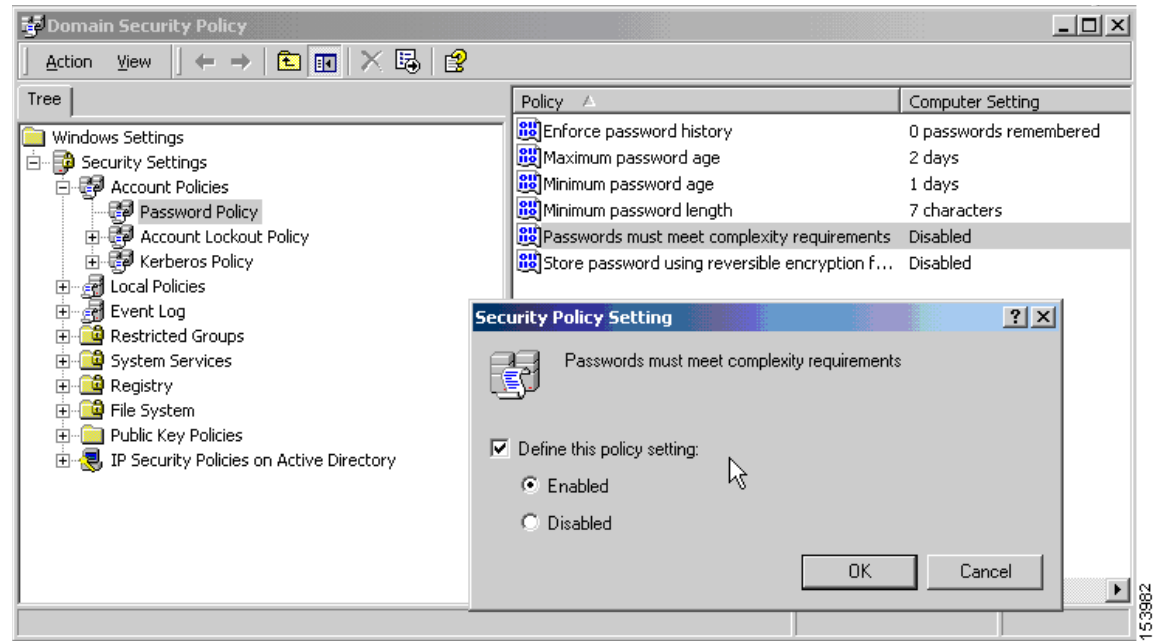 Domain Security Policy
Action View
Tree
Policy Computer Setting
Windows Settings
Security Settings
Account Policies
Password Policy
Account Lockout Policy
Kerberos Policy
Local Policies
Event Log
Restricted Groups
System Services
Registry
File System
Public Key Policies
IP Security Policies on Active Directory
Enforce password history 0 passwords remembered
Maximum password age 2 days
Minimum password age 1 days
Minimum password length 7 characters
Passwords must meet complexity requirements Disabled
Store password using reversible encryption f... Disabled
Security Policy Setting
Passwords must meet complexity requirements
Define this policy setting:
Enabled
Disabled
OK Cancel
153982